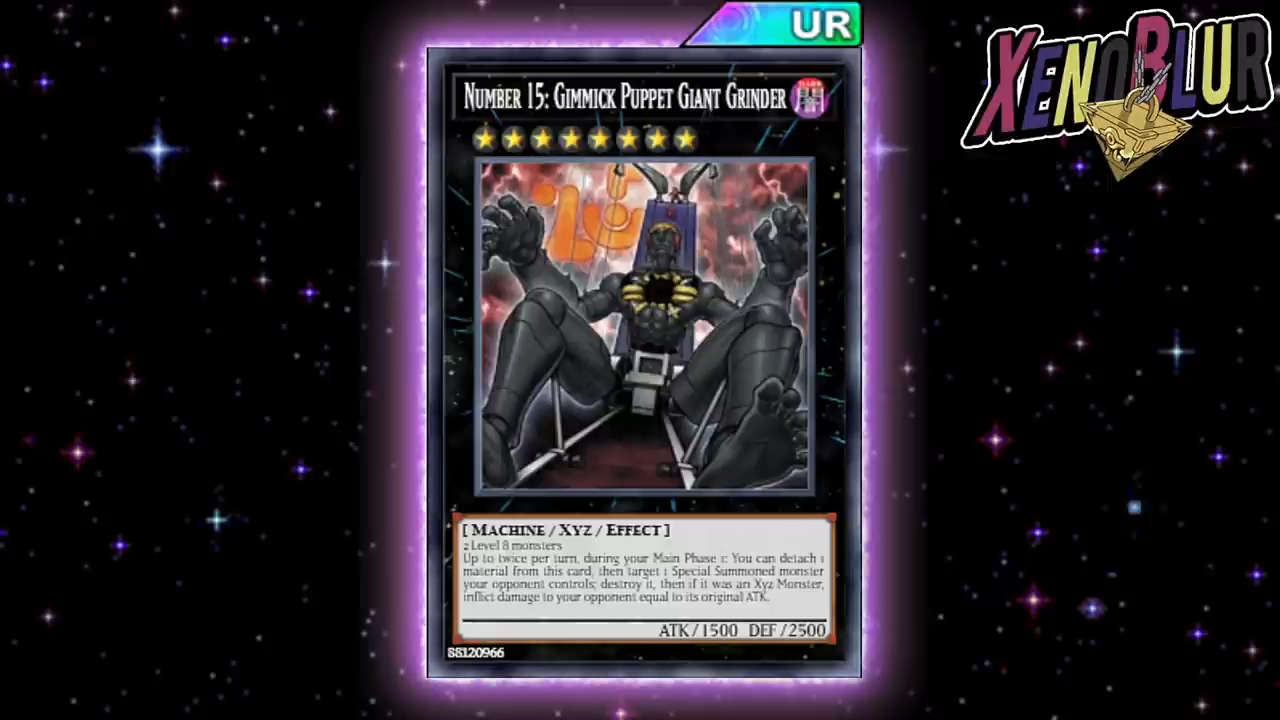 UR
XENOBLUR
NUMBER 15: GIMMICK PUPPET GIANT GRINDER
[ MACHINE / XYZ / EFFECT ]
2 Level 8 monsters
Up to twice per turn, during your Main Phase 1: You can detach 1
material from this card, then target 1 Special Summoned monster
your opponent controls; destroy it, then if it was an Xyz Monster,
inflict damage to your opponent equal to its original ATK.
ATK / 1500 DEF / 2500
88120966